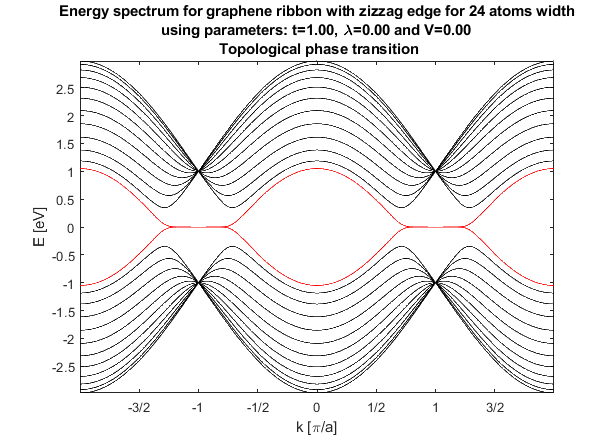 Energy spectrum for graphene ribbon with zizzag edge for 24 atoms width
using parameters: t=1.00, λ=0.00 and V=0.00
Topological phase transition
2.5
2
1.5
1
0.5
0
-0.5
-1
-1.5
-2
-2.5
E [eV]
-3/2 -1 -1/2 0 1/2 1 3/2
k [π/a]